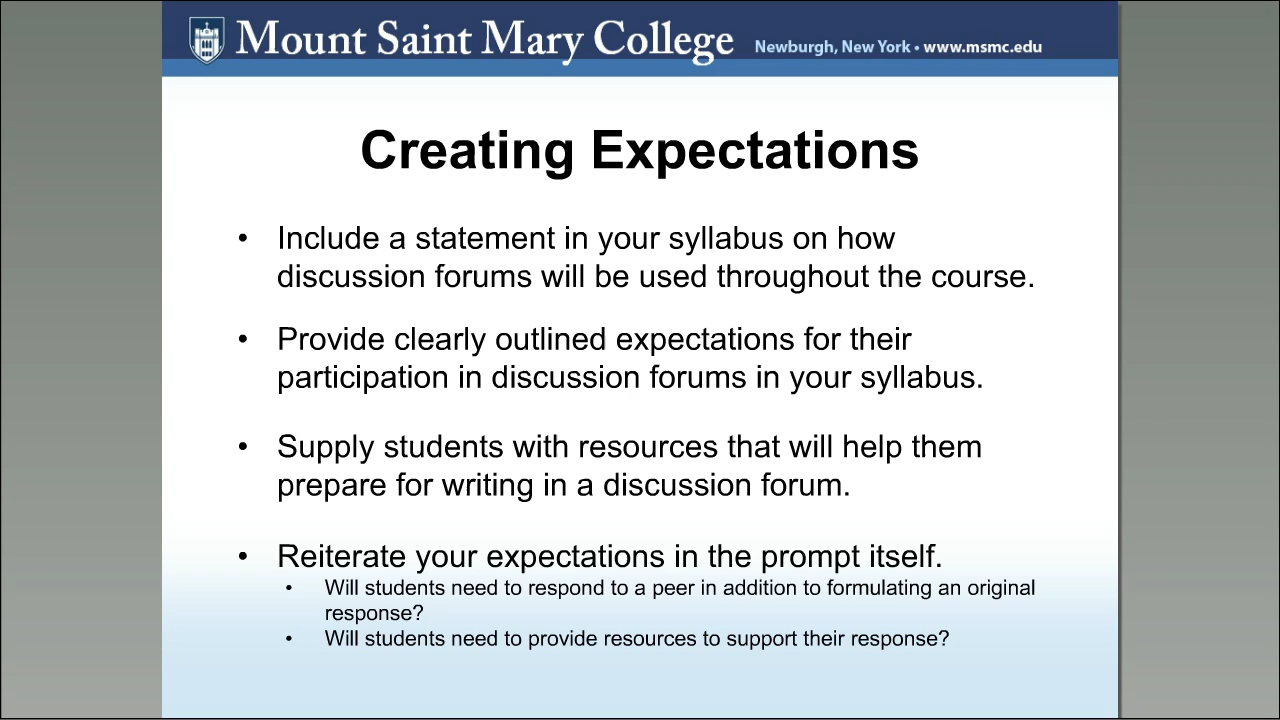 Mount Saint Mary College Newburgh, New York • www.msmc.edu
Creating Expectations
• Include a statement in your syllabus on how
discussion forums will be used throughout the course.
• Provide clearly outlined expectations for their
participation in discussion forums in your syllabus.
• Supply students with resources that will help them
prepare for writing in a discussion forum.
• Reiterate your expectations in the prompt itself.
• Will students need to respond to a peer in addition to formulating an original
response?
• Will students need to provide resources to support their response?